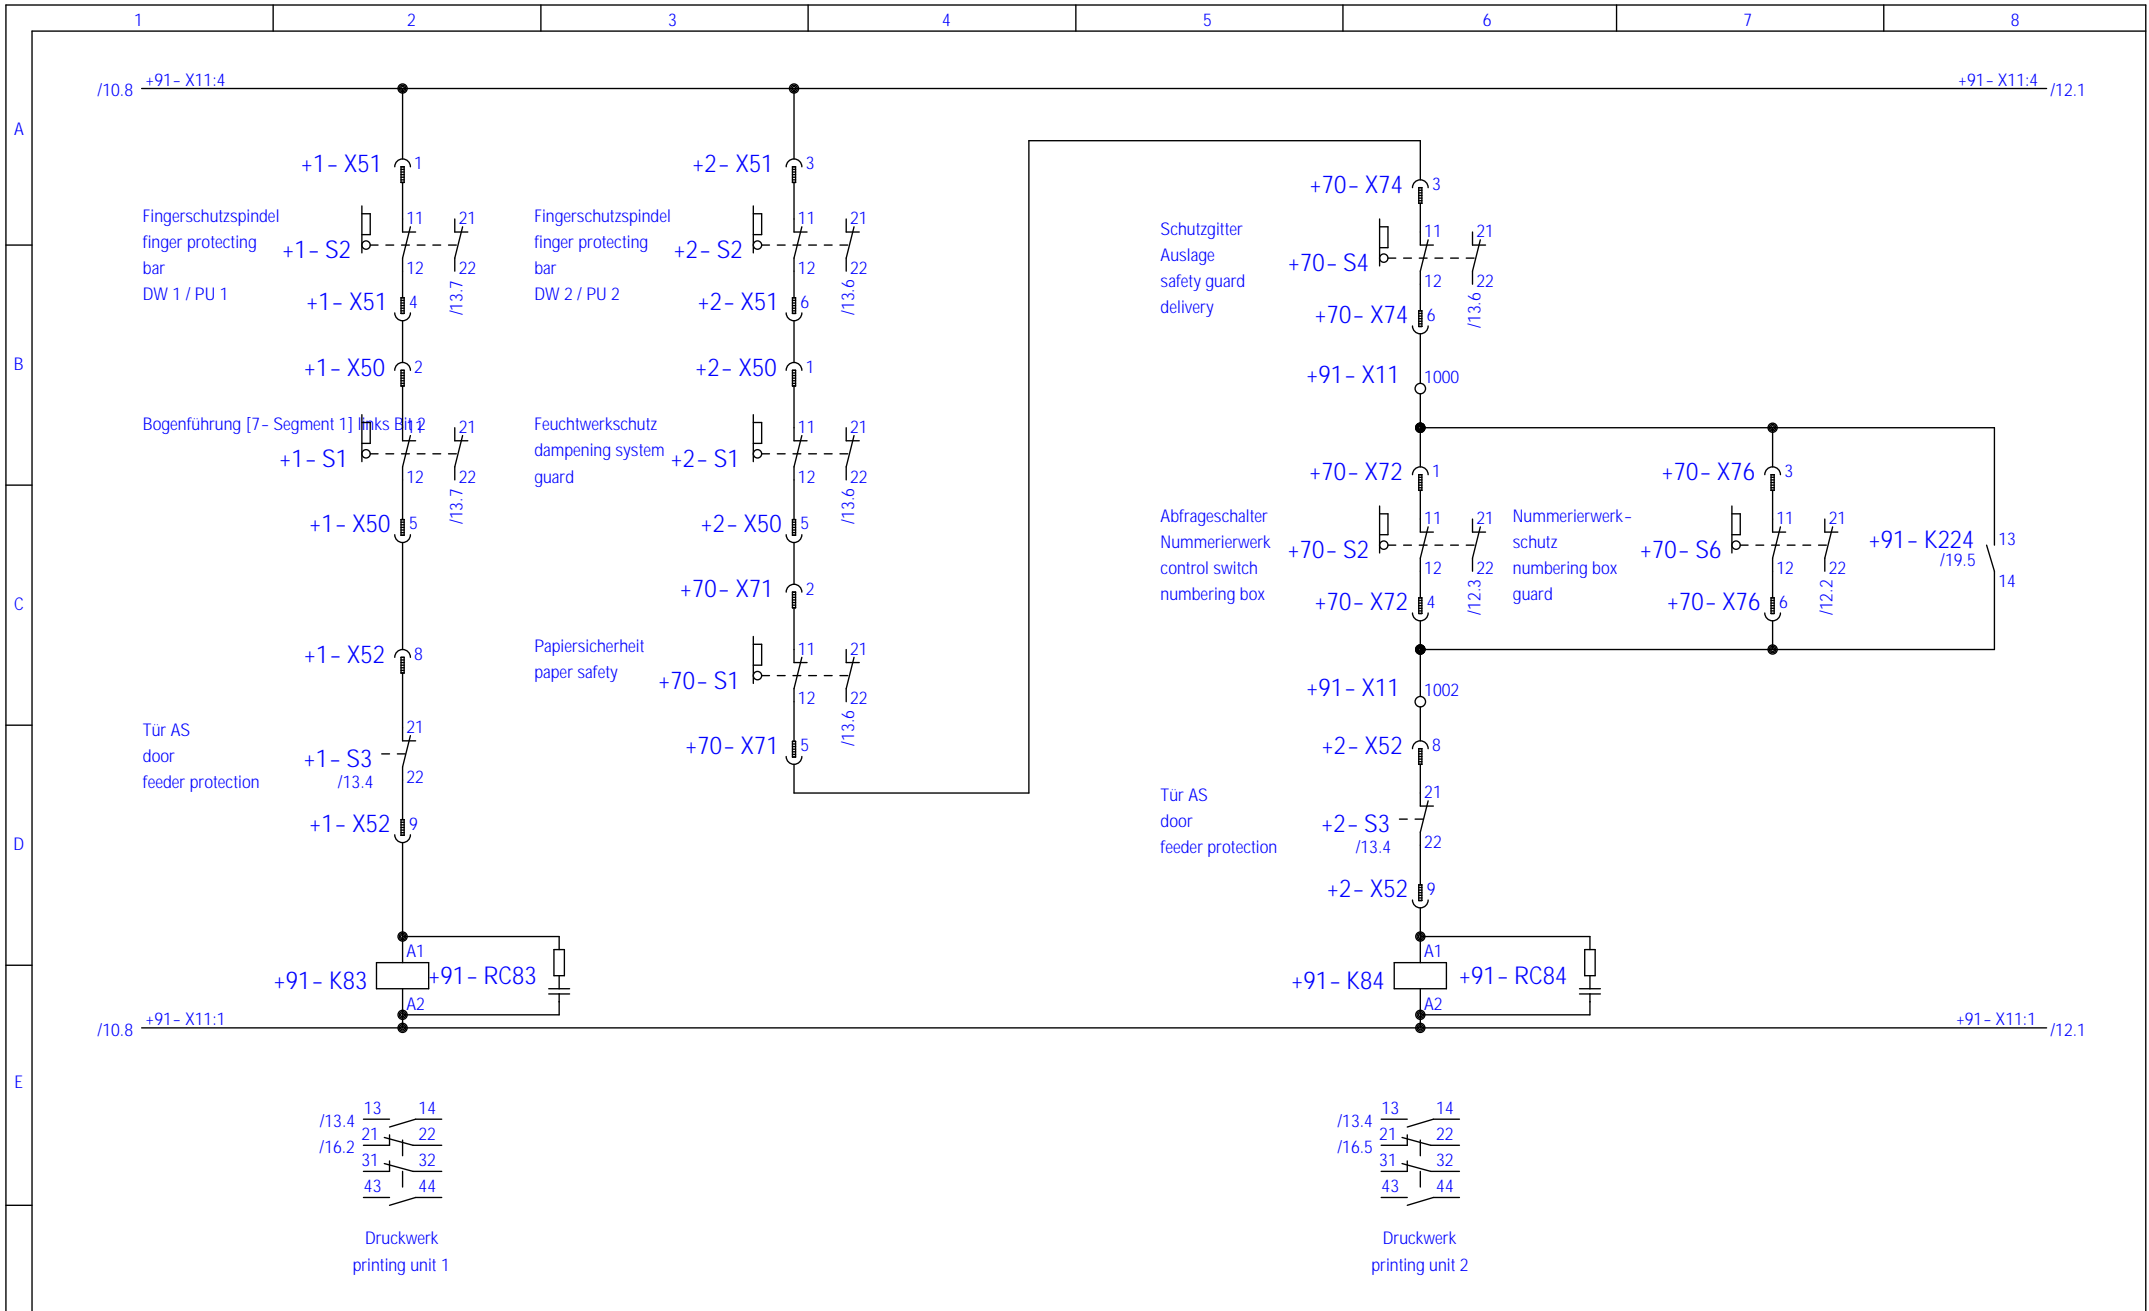 1 2 3 4 5 6 7 8
A
B
C
D
E
/10.8 +91- X11:4
+91- X11:4 /12.1
+1- X51 1
Fingerschutzspindel
finger protecting
bar
DW 1 / PU 1
+1- S2
11 21
12 22
/13.7
+1- X51 4
+1- X50 2
Bogenführung [7- Segment 1] links Bit 2
+1- S1
11 21
12 22
/13.7
+1- X50 5
+1- X52 8
Tür AS
door
feeder protection
+1- S3
/13.4
21
22
+1- X52 9
+91- K83
A1
A2
+91- RC83
+2- X51 3
Fingerschutzspindel
finger protecting
bar
DW 2 / PU 2
+2- S2
11 21
12 22
/13.6
+2- X51 6
+2- X50 1
Feuchtwerkschutz
dampening system
guard
+2- S1
11 21
12 22
/13.6
+2- X50 5
+70- X71 2
Papiersicherheit
paper safety
+70- S1
11 21
12 22
/13.6
+70- X71 5
+70- X74 3
Schutzgitter
Auslage
safety guard
delivery
+70- S4
11 21
12 22
/13.6
+70- X74 6
+91- X11 1000
+70- X72 1
Abfrageschalter
Nummerierwerk
control switch
numbering box
+70- S2
11 21
12 22
/12.3
+70- X72 4
+70- X76 3
Nummerierwerk-
schutz
numbering box
guard
+70- S6
11 21
12 22
/12.2
+70- X76 6
+91- K224
/19.5
13
14
+91- X11 1002
+2- X52 8
Tür AS
door
feeder protection
+2- S3
/13.4
21
22
+2- X52 9
+91- K84
A1
A2
+91- RC84
/10.8 +91- X11:1
+91- X11:1 /12.1
/13.4 13 14
/16.2 21 22
31 32
43 44
Druckwerk
printing unit 1
/13.4 13 14
/16.5 21 22
31 32
43 44
Druckwerk
printing unit 2